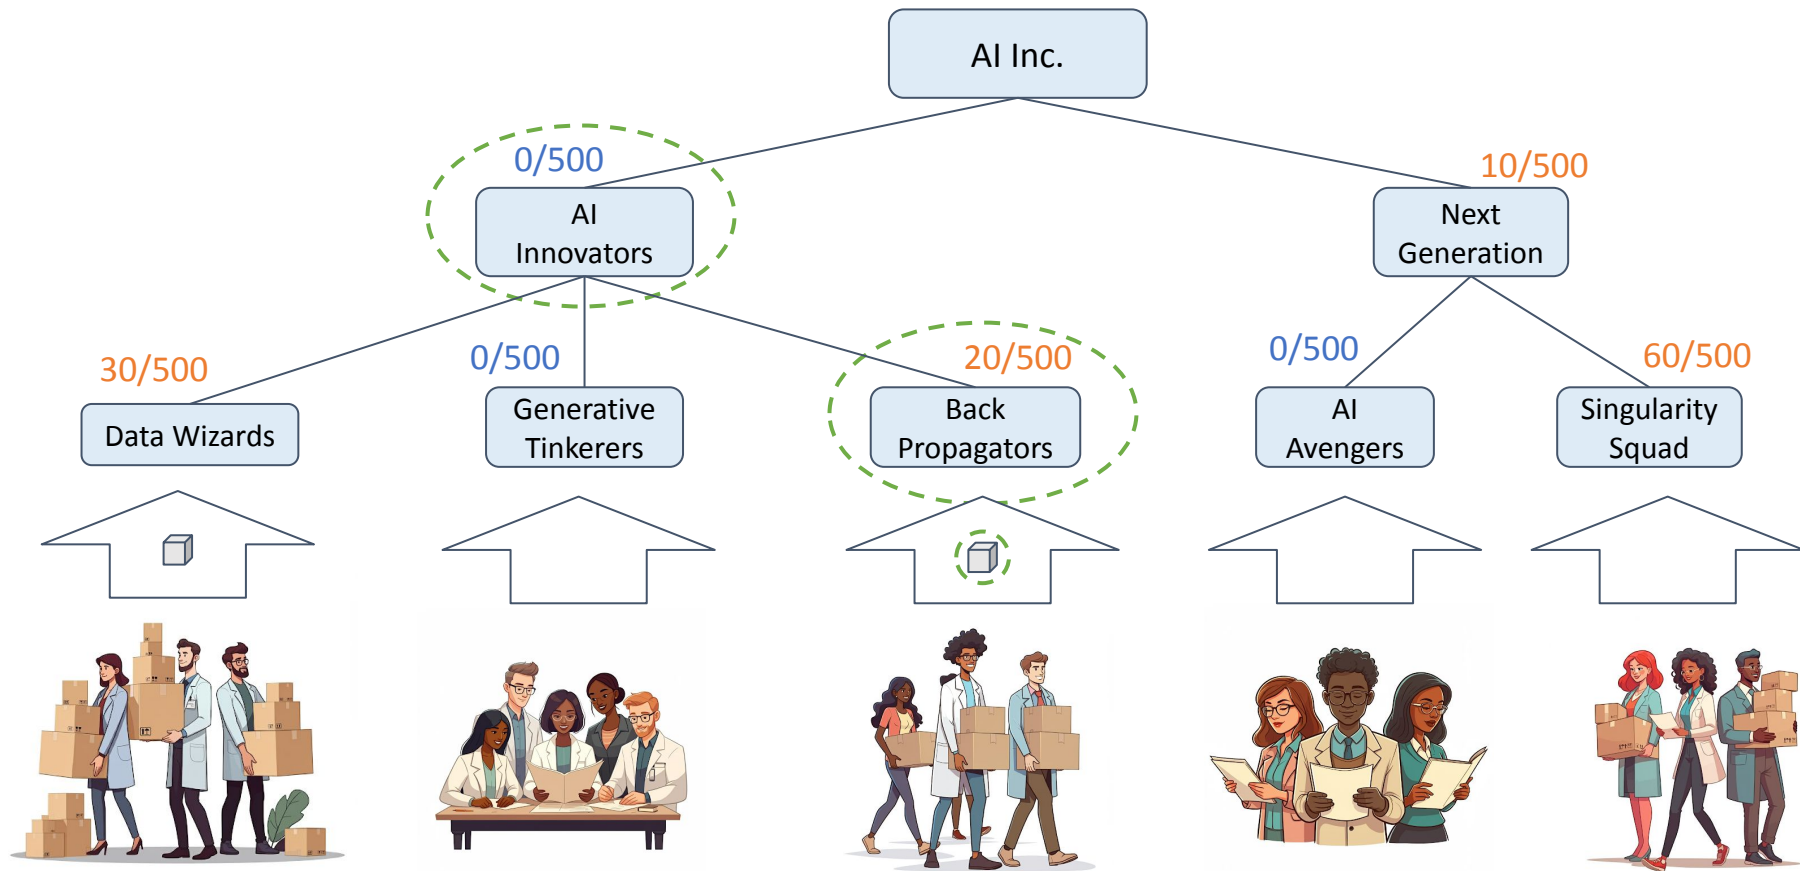 AI Inc.
0/500
10/500
AI
Innovators
Next
Generation
30/500
0/500
20/500
0/500
60/500
Data Wizards
Generative
Tinkerers
Back
Propagators
AI
Avengers
Singularity
Squad